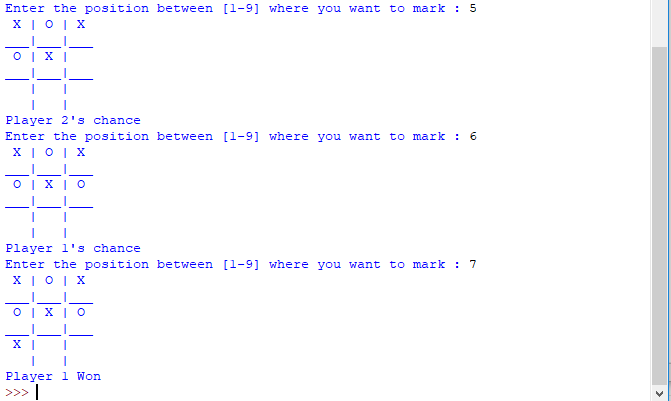 Enter the position between [1-9] where you want to mark : 5
 X | O | X
___|___|___
 O | X |
___|___|___
   |   |
   |   |
Player 2's chance
Enter the position between [1-9] where you want to mark : 6
 X | O | X
___|___|___
 O | X | O
___|___|___
   |   |
   |   |
Player 1's chance
Enter the position between [1-9] where you want to mark : 7
 X | O | X
___|___|___
 O | X | O
___|___|___
 X |   |
   |   |
Player 1 Won
>>>